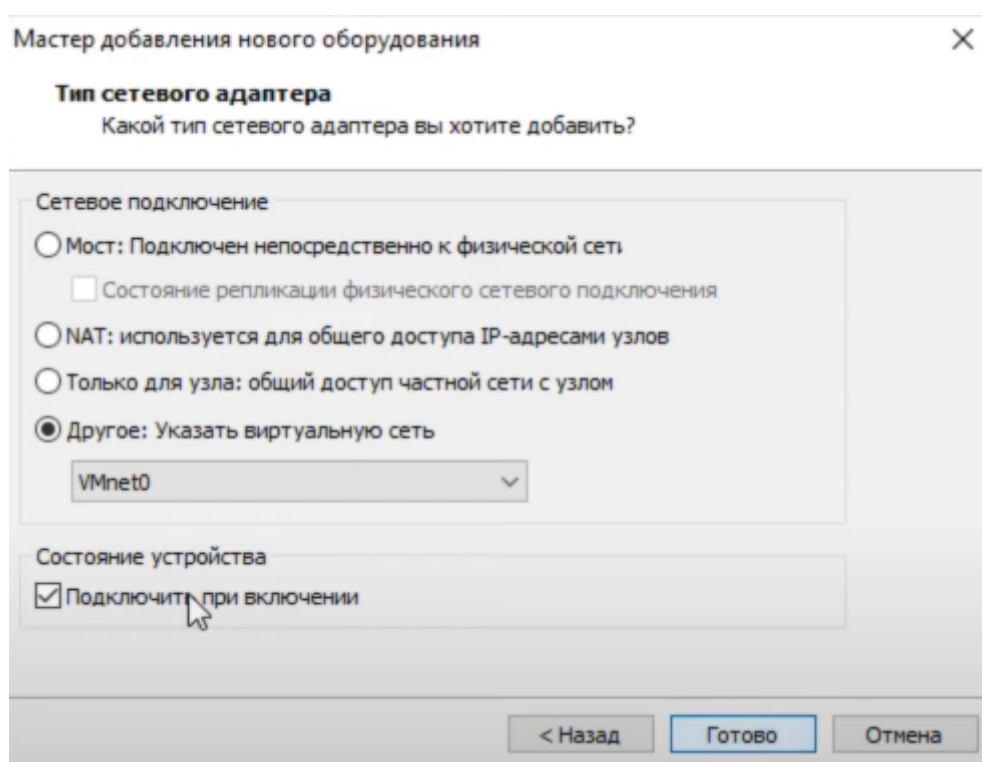 Мастер добавления нового оборудования
Тип сетевого адаптера
Какой тип сетевого адаптера вы хотите добавить?
Сетевое подключение
Мост: Подключен непосредственно к физической сети
Состояние репликации физического сетевого подключения
NAT: используется для общего доступа IP-адресами узлов
Только для узла: общий доступ частной сети с узлом
Другое: Указать виртуальную сеть
VMnet0
Состояние устройства
Подключить при включении
< Назад
Готово
Отмена